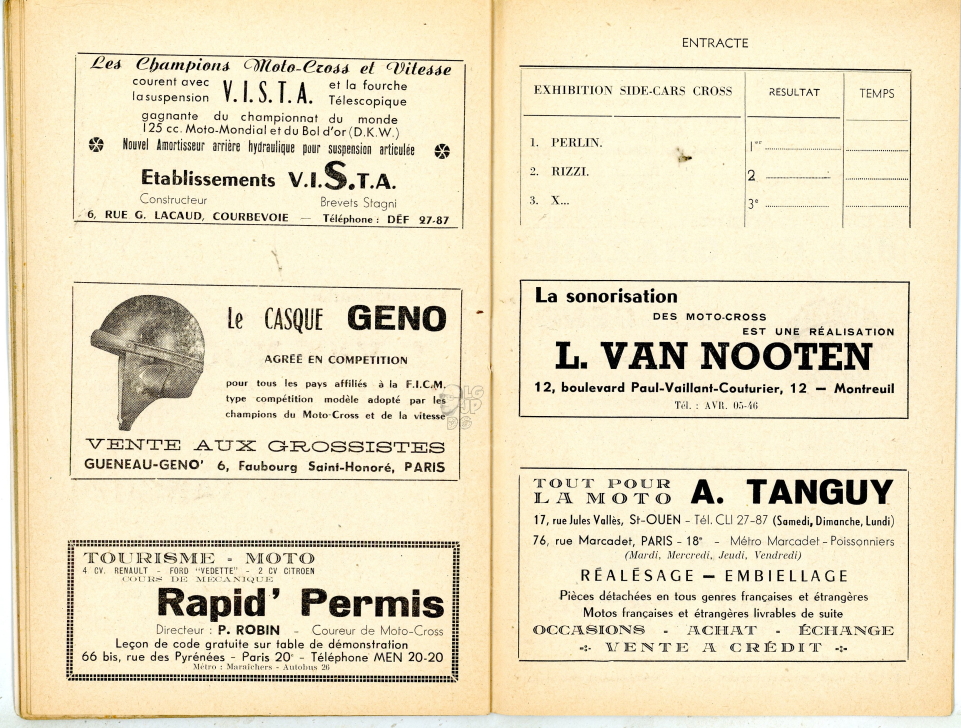 Les Champions Moto-Cross et Vitesse
courent avec
la suspension
V.I.S.T.A.
et la fourche
Télescopique
gagnante du championnat du monde
125 cc. Moto-Mondial et du Bol d'or (D.K.W.)
Nouvel Amortisseur arrière hydraulique pour suspension articulée
Etablissements V.I.S.T.A.
Constructeur Brevets Stagni
6, RUE G. LACAUD, COURBEVOIE — Téléphone : DÉF 27-87
Le CASQUE GENO
AGRÉÉ EN COMPETITION
pour tous les pays affiliés à la F.I.C.M.
type compétition modèle adopté par les
champions du Moto-Cross et de la vitesse
VENTE AUX GROSSISTES
GUENEAU-GENO' 6, Faubourg Saint-Honoré, PARIS
TOURISME - MOTO
4 CV. RENAULT - FORD "VEDETTE" - 2 CV CITROEN
COURS DE MECANIQUE
Rapid' Permis
Directeur : P. ROBIN - Coureur de Moto-Cross
Leçon de code gratuite sur table de démonstration
66 bis, rue des Pyrénées - Paris 20e - Téléphone MEN 20-20
Métro : Maraîchers - Autobus 26
ENTRACTE
EXHIBITION SIDE-CARS CROSS RESULTAT TEMPS
1. PERLIN. 1er
2. RIZZI. 2
3. X... 3e
La sonorisation
DES MOTO-CROSS
EST UNE RÉALISATION
L. VAN NOOTEN
12, boulevard Paul-Vaillant-Couturier, 12 — Montreuil
Tél. : AVR. 05-46
TOUT POUR
LA MOTO
A. TANGUY
17, rue Jules Vallès, St-OUEN - Tél. CLI 27-87 (Samedi, Dimanche, Lundi)
76, rue Marcadet, PARIS - 18e - Métro Marcadet-Poissonniers
(Mardi, Mercredi, Jeudi, Vendredi)
RÉALÉSAGE — EMBIELLAGE
Pièces détachées en tous genres françaises et étrangères
Motos françaises et étrangères livrables de suite
OCCASIONS - ACHAT - ÉCHANGE
VENTE A CRÉDIT